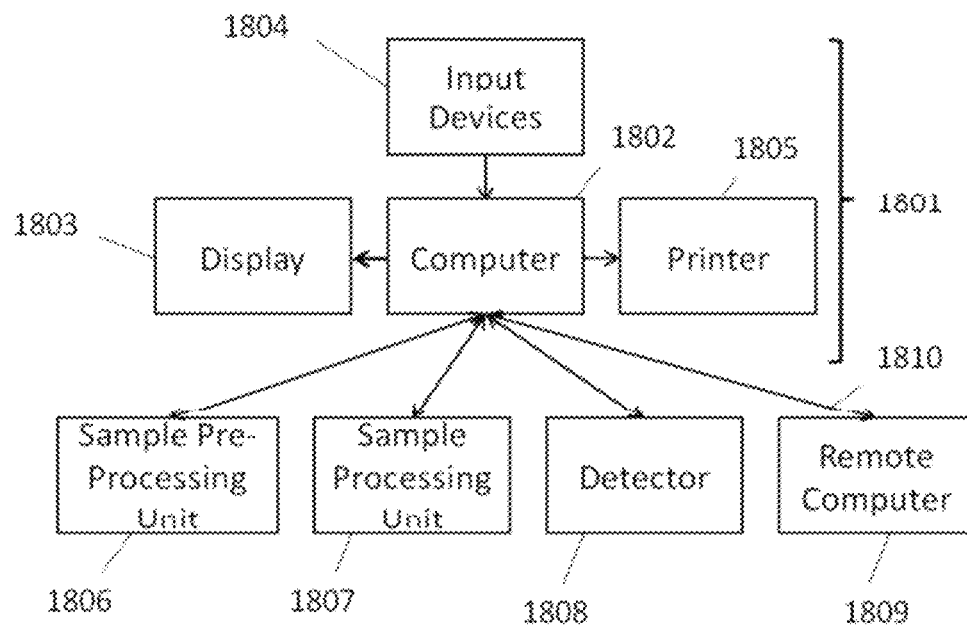 1804
Input
Devices
1802
1805
1801
1803
Display
Computer
Printer
1810
Sample Pre-
Processing
Unit
Sample
Processing
Unit
Detector
Remote
Computer
1806
1807
1808
1809